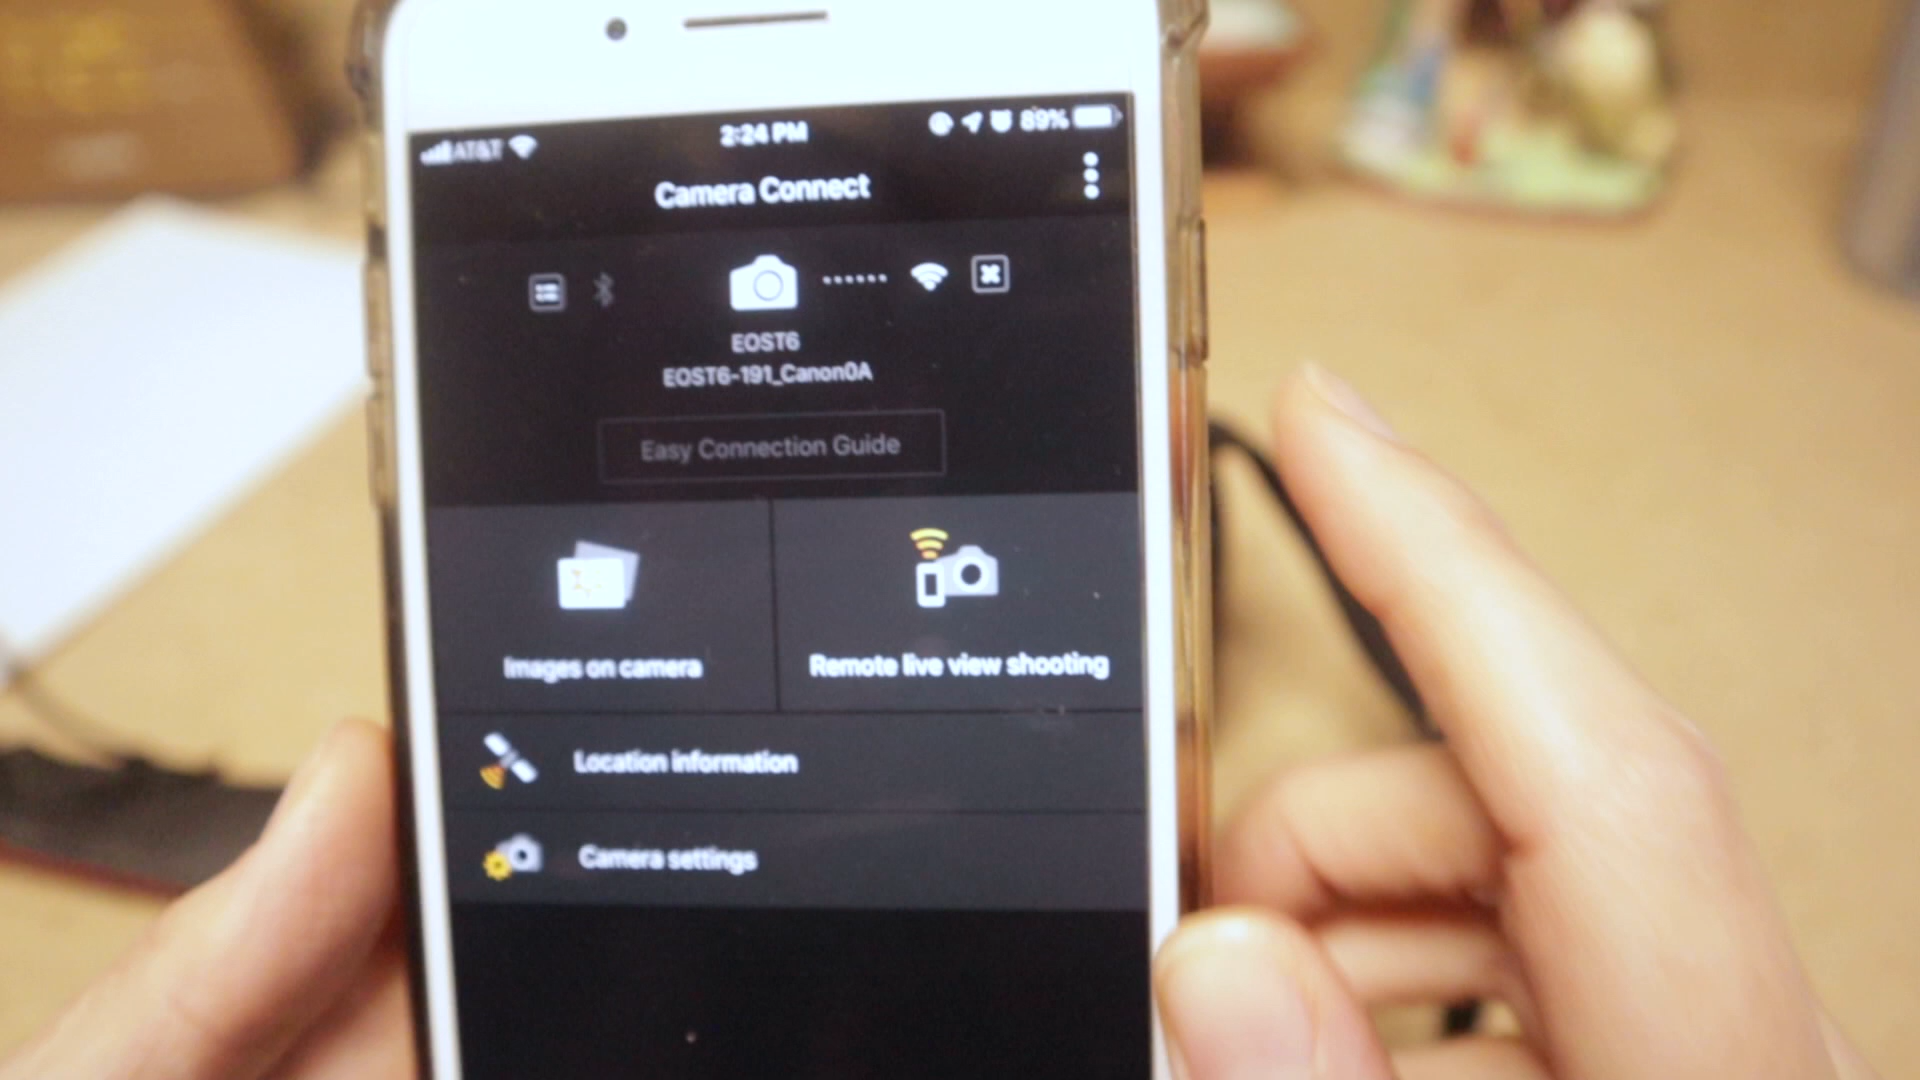 AT&T 2:24 PM 89%
Camera Connect
EOST6
EOST6-191_Canon0A
Easy Connection Guide
Images on camera
Remote live view shooting
Location information
Camera settings